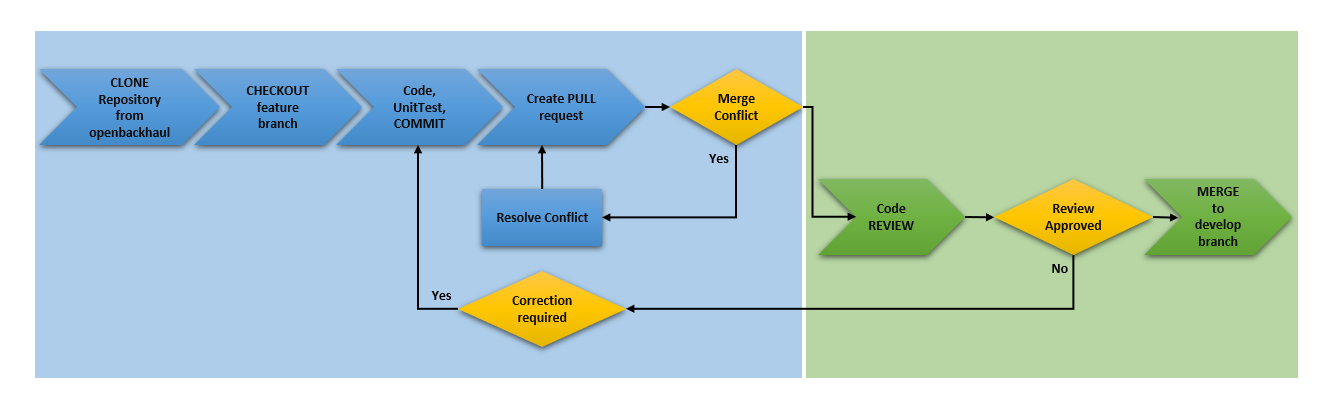 CLONE
Repository
from
openbackhaul
CHECKOUT
feature
branch
Code,
UnitTest,
COMMIT
Create PULL
request
Merge
Conflict
Yes
Resolve Conflict
Code
REVIEW
Review
Approved
MERGE
to
develop
branch
No
Correction
required
Yes